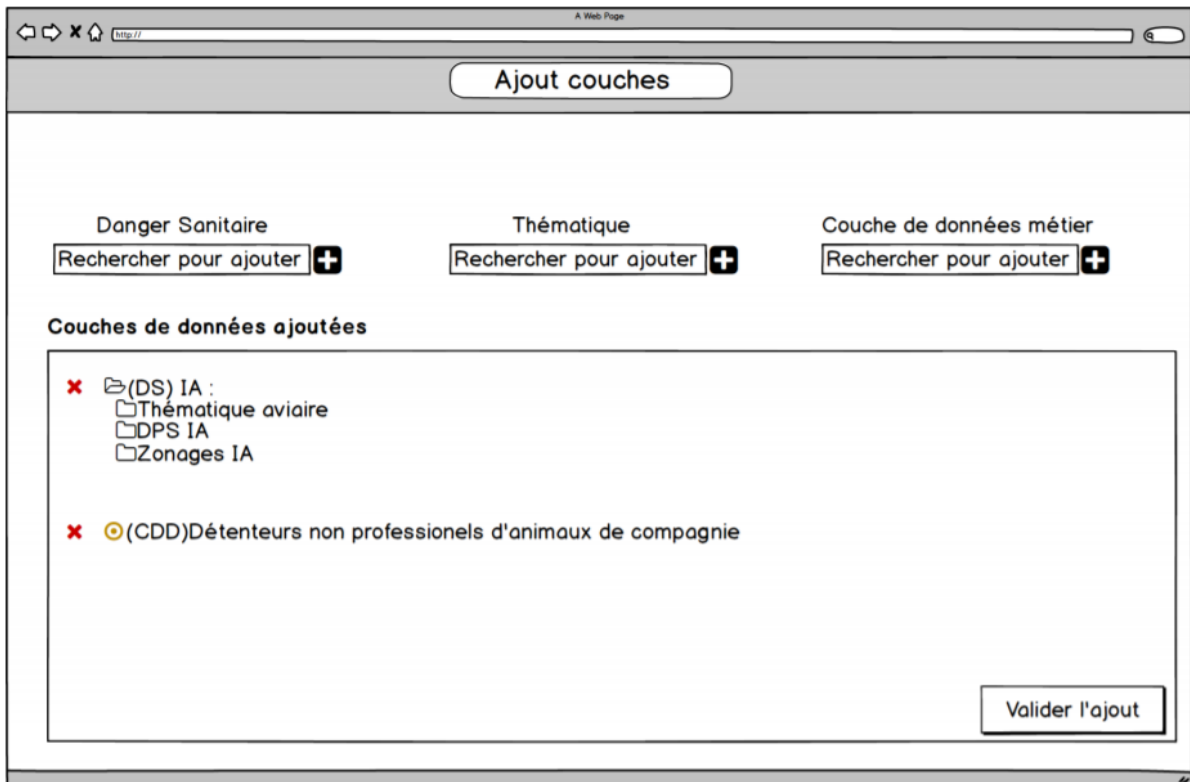 A Web Page
http://
Ajout couches
Danger Sanitaire
Thématique
Couche de données métier
Rechercher pour ajouter
Rechercher pour ajouter
Rechercher pour ajouter
Couches de données ajoutées
(DS) IA :
Thématique aviaire
DPS IA
Zonages IA
(CDD)Détenteurs non professionels d'animaux de compagnie
Valider l'ajout